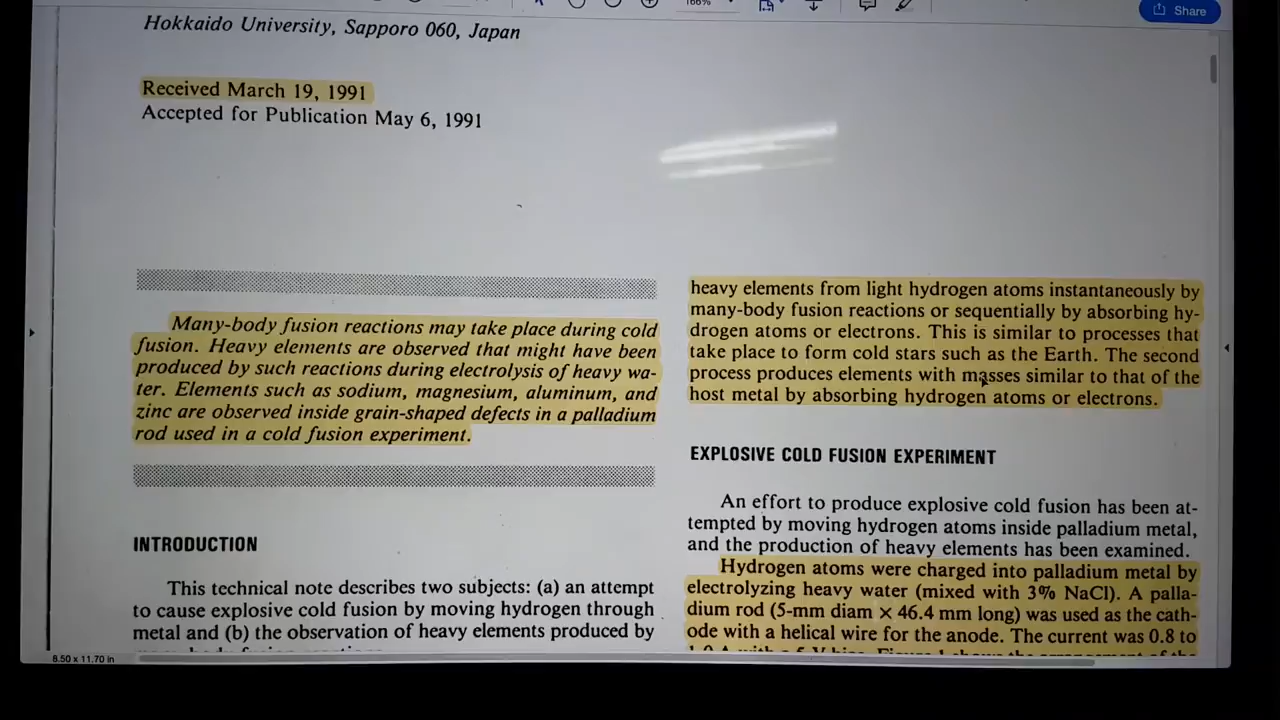 166%
Share
Hokkaido University, Sapporo 060, Japan
Received March 19, 1991
Accepted for Publication May 6, 1991
Many-body fusion reactions may take place during cold
fusion. Heavy elements are observed that might have been
produced by such reactions during electrolysis of heavy wa-
ter. Elements such as sodium, magnesium, aluminum, and
zinc are observed inside grain-shaped defects in a palladium
rod used in a cold fusion experiment.
INTRODUCTION
This technical note describes two subjects: (a) an attempt
to cause explosive cold fusion by moving hydrogen through
metal and (b) the observation of heavy elements produced by
heavy elements from light hydrogen atoms instantaneously by
many-body fusion reactions or sequentially by absorbing hy-
drogen atoms or electrons. This is similar to processes that
take place to form cold stars such as the Earth. The second
process produces elements with masses similar to that of the
host metal by absorbing hydrogen atoms or electrons.
EXPLOSIVE COLD FUSION EXPERIMENT
An effort to produce explosive cold fusion has been at-
tempted by moving hydrogen atoms inside palladium metal,
and the production of heavy elements has been examined.
Hydrogen atoms were charged into palladium metal by
electrolyzing heavy water (mixed with 3% NaCl). A palla-
dium rod (5-mm diam × 46.4 mm long) was used as the cath-
ode with a helical wire for the anode. The current was 0.8 to
8.50 x 11.70 in